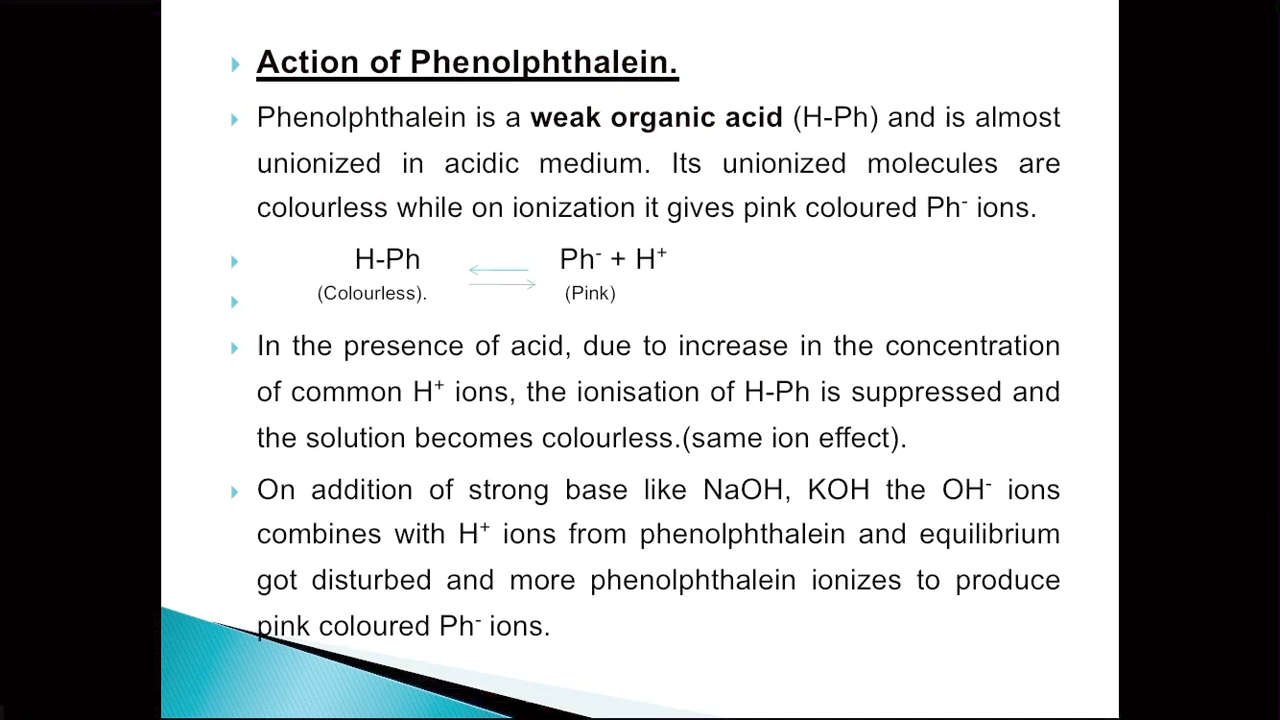 Action of Phenolphthalein.
Phenolphthalein is a weak organic acid (H-Ph) and is almost
unionized in acidic medium. Its unionized molecules are
colourless while on ionization it gives pink coloured Ph⁻ ions.
H-Ph Ph⁻ + H⁺
(Colourless). (Pink)
In the presence of acid, due to increase in the concentration
of common H⁺ ions, the ionisation of H-Ph is suppressed and
the solution becomes colourless.(same ion effect).
On addition of strong base like NaOH, KOH the OH⁻ ions
combines with H⁺ ions from phenolphthalein and equilibrium
got disturbed and more phenolphthalein ionizes to produce
pink coloured Ph⁻ ions.